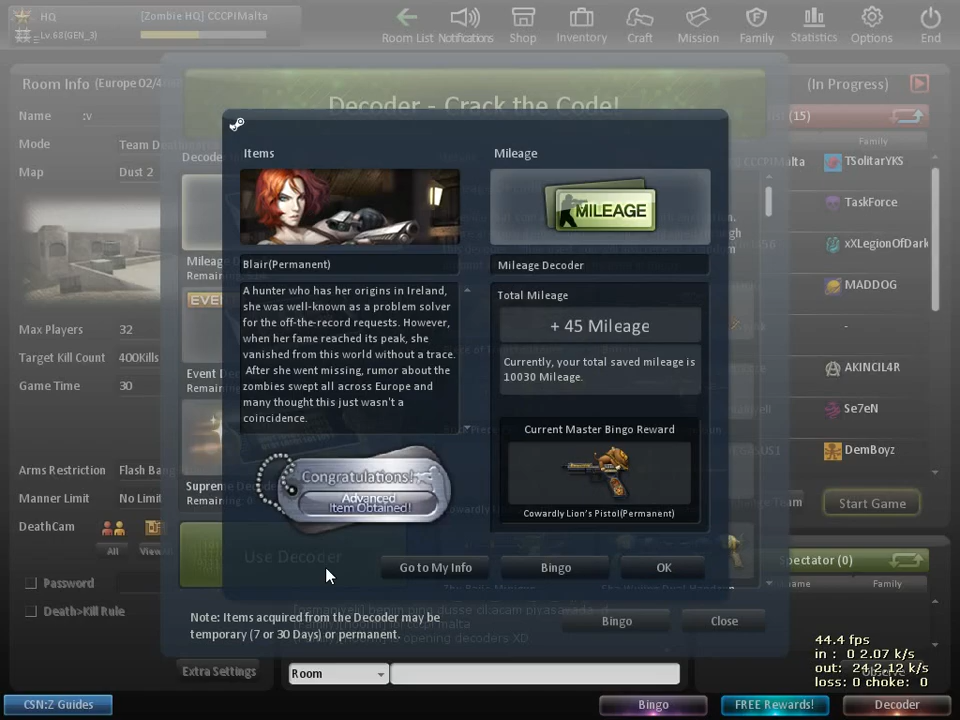 HQ
[Zombie HQ] CCCPIMalta
Lv.68(GEN_3)
Room List
Notifications
Shop
Inventory
Craft
Mission
Family
Statistics
Options
End
Room Info (Europe 02/
(In Progress)
Decoder - Crack the Code!
Name
:v
Mode
Map
Dust 2
(15)
Family
TSolitarYKS
TaskForce
xXLegionOfDark
MADDOG
-
AKINCIL4R
Se7eN
DemBoyz
Max Players
32
Target Kill Count
400Kills
Game Time
30
Arms Restriction
Flash Bang
Manner Limit
No Limit
DeathCam
All
Password
Death>Kill Rule
Items
Mileage
MILEAGE
Blair(Permanent)
Mileage Decoder
A hunter who has her origins in Ireland,
she was well-known as a problem solver
for the off-the-record requests. However,
when her fame reached its peak, she
vanished from this world without a trace.
After she went missing, rumor about the
zombies swept all across Europe and
many thought this just wasn't a
coincidence.
Total Mileage
+ 45 Mileage
Currently, your total saved mileage is
10030 Mileage.
Current Master Bingo Reward
Cowardly Lion's Pistol(Permanent)
Congratulations!
Advanced
Item Obtained!
Use Decoder
Go to My Info
Bingo
OK
Start Game
Spectator (0)
Family
Note: Items acquired from the Decoder may be
temporary (7 or 30 Days) or permanent.
opening decoders XD
Bingo
Close
Extra Settings
Room
44.4 fps
in : 0 2.07 k/s
out: 24 2.12 k/s
loss: 0 choke: 0
CSN:Z Guides
Bingo
FREE Rewards!
Decoder